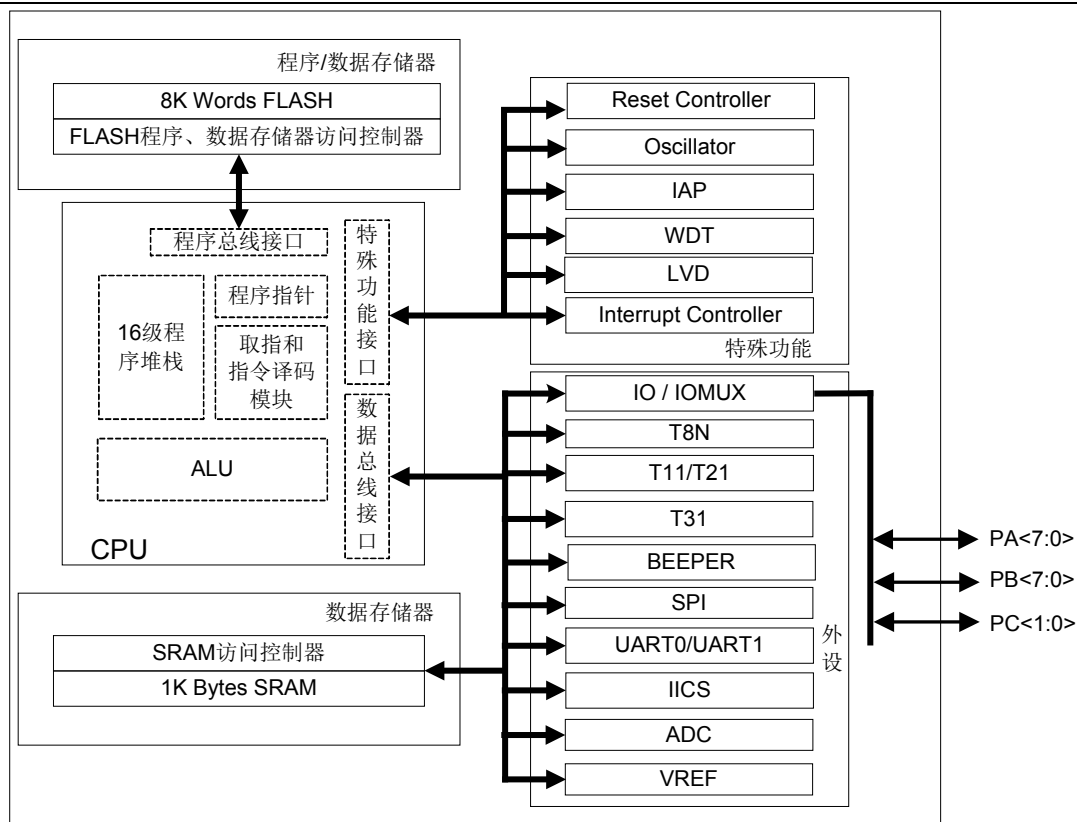 程序/数据存储器
8K Words FLASH
FLASH程序、数据存储器访问控制器
程序总线接口
特殊功能接口
16级程
序堆栈
程序指针
取指和
指令译码
模块
ALU
数据总线接口
CPU
数据存储器
SRAM访问控制器
1K Bytes SRAM
Reset Controller
Oscillator
IAP
WDT
LVD
Interrupt Controller
特殊功能
IO / IOMUX
T8N
T11/T21
T31
BEEPER
SPI
UART0/UART1
IICS
ADC
VREF
外设
PA<7:0>
PB<7:0>
PC<1:0>